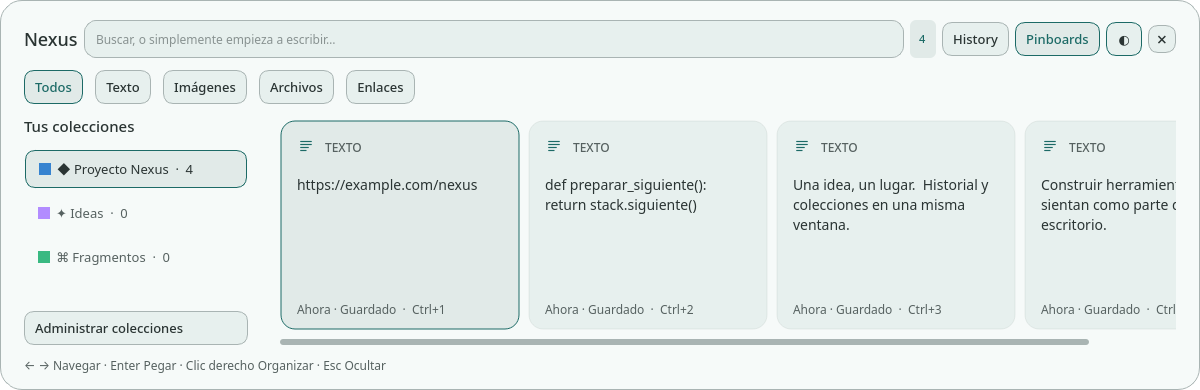 Nexus
Buscar, o simplemente empieza a escribir...
4
History
Pinboards
Todos
Texto
Imágenes
Archivos
Enlaces
Tus colecciones
◆ Proyecto Nexus · 4
✦ Ideas · 0
⌘ Fragmentos · 0
Administrar colecciones
TEXTO
https://example.com/nexus
Ahora · Guardado · Ctrl+1
TEXTO
def preparar_siguiente():
return stack.siguiente()
Ahora · Guardado · Ctrl+2
TEXTO
Una idea, un lugar. Historial y
colecciones en una misma
ventana.
Ahora · Guardado · Ctrl+3
TEXTO
Construir herramien
sientan como parte
escritorio.
Ahora · Guardado · Ctrl
← → Navegar · Enter Pegar · Clic derecho Organizar · Esc Ocultar